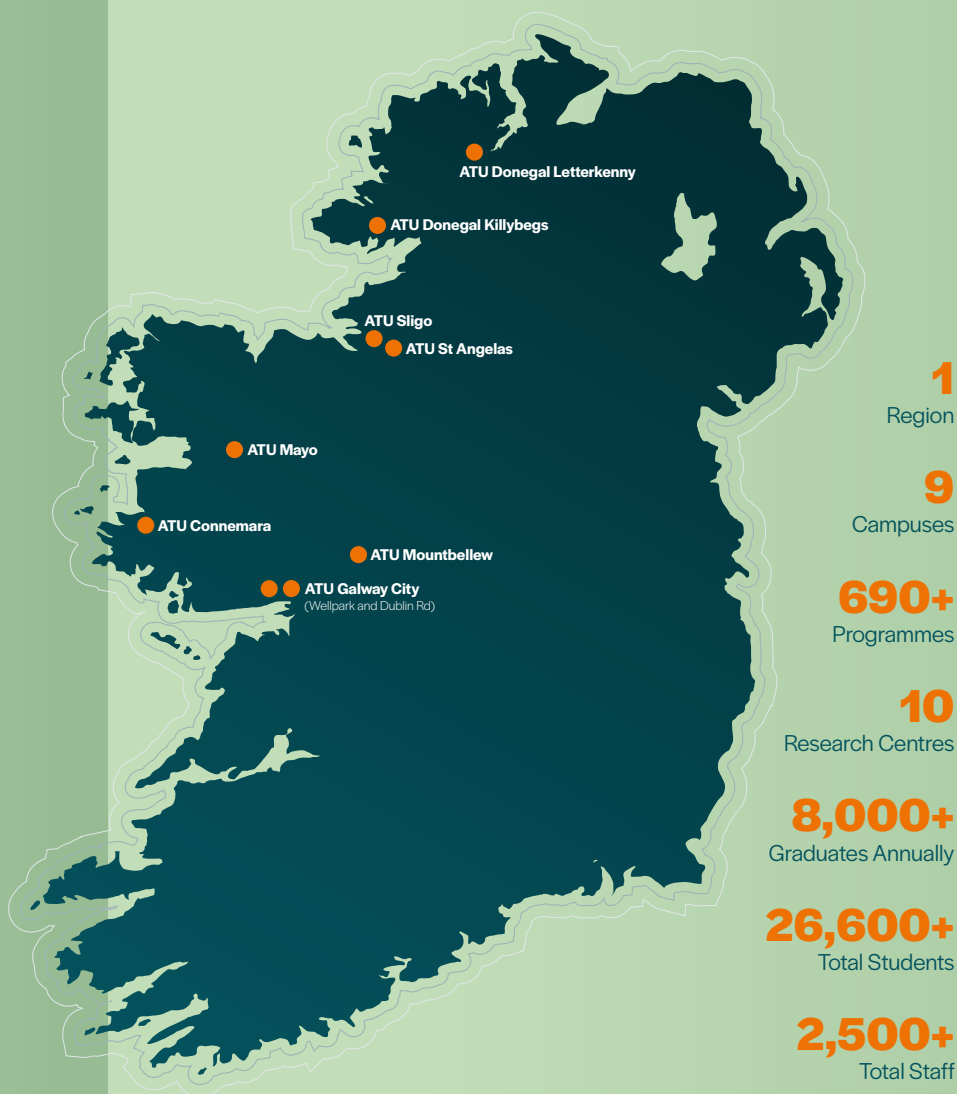 ATU Donegal Letterkenny
ATU Donegal Killybegs
ATU Sligo
ATU St Angelas
ATU Mayo
ATU Connemara
ATU Mountbellew
ATU Galway City
(Wellpark and Dublin Rd)
1
Region
9
Campuses
690+
Programmes
10
Research Centres
8,000+
Graduates Annually
26,600+
Total Students
2,500+
Total Staff